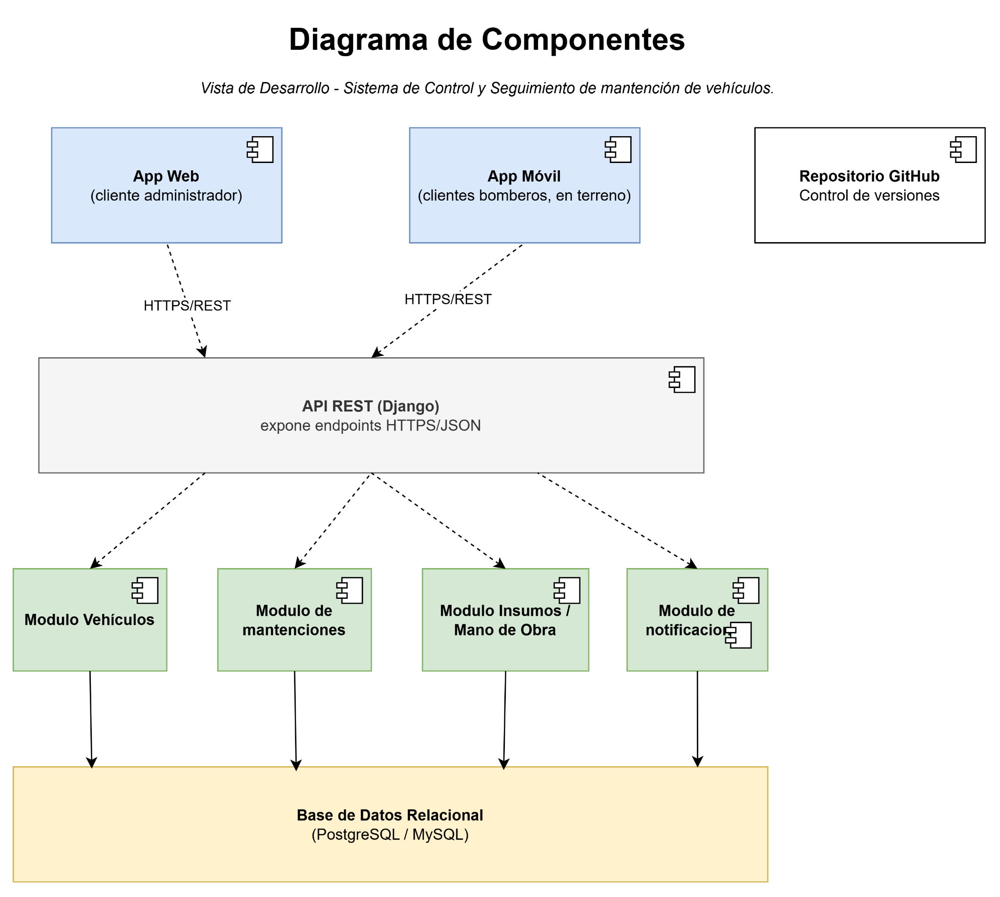 Diagrama de Componentes
Vista de Desarrollo - Sistema de Control y Seguimiento de mantención de vehículos.
App Web
(cliente administrador)
App Móvil
(clientes bomberos, en terreno)
Repositorio GitHub
Control de versiones
HTTPS/REST
HTTPS/REST
API REST (Django)
expone endpoints HTTPS/JSON
Modulo Vehículos
Modulo de
mantenciones
Modulo Insumos /
Mano de Obra
Modulo de
notificacion
Base de Datos Relacional
(PostgreSQL / MySQL)